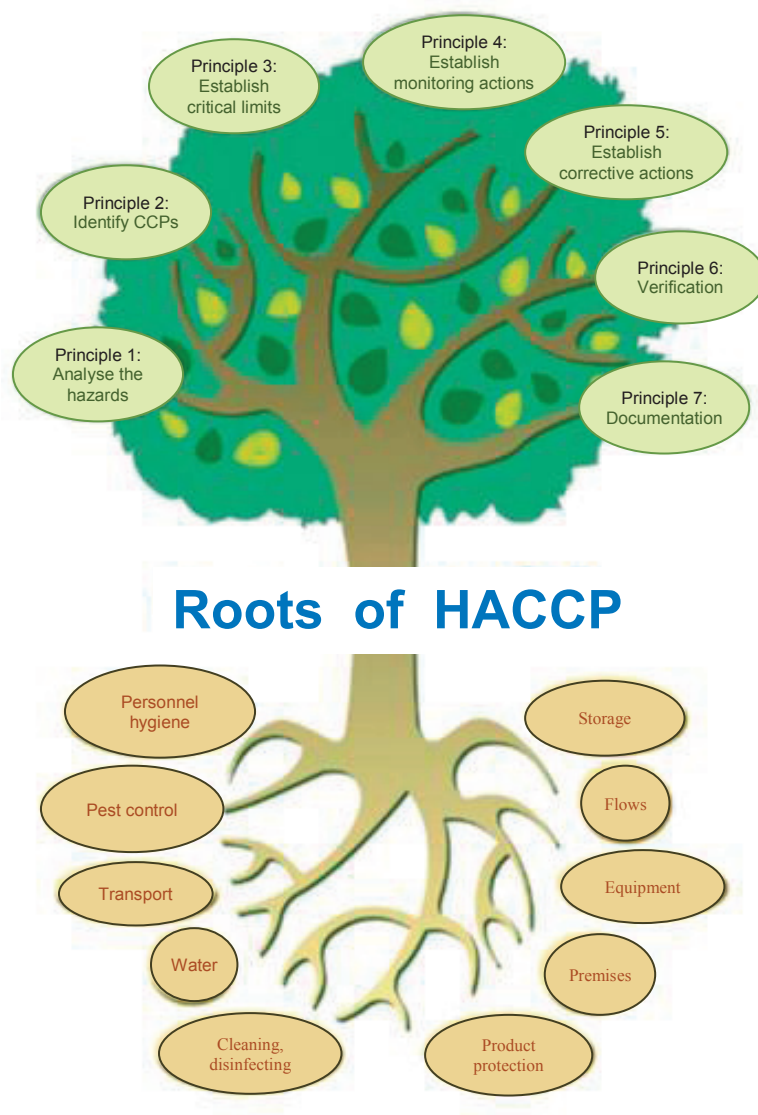 Principle 4:
Establish
monitoring actions
Principle 3:
Establish
critical limits
Principle 5:
Establish
corrective actions
Principle 2:
Identify CCPs
Principle 6:
Verification
Principle 1:
Analyse the
hazards
Principle 7:
Documentation
Roots of HACCP
Personnel
hygiene
Storage
Pest control
Flows
Transport
Equipment
Water
Premises
Cleaning,
disinfecting
Product
protection